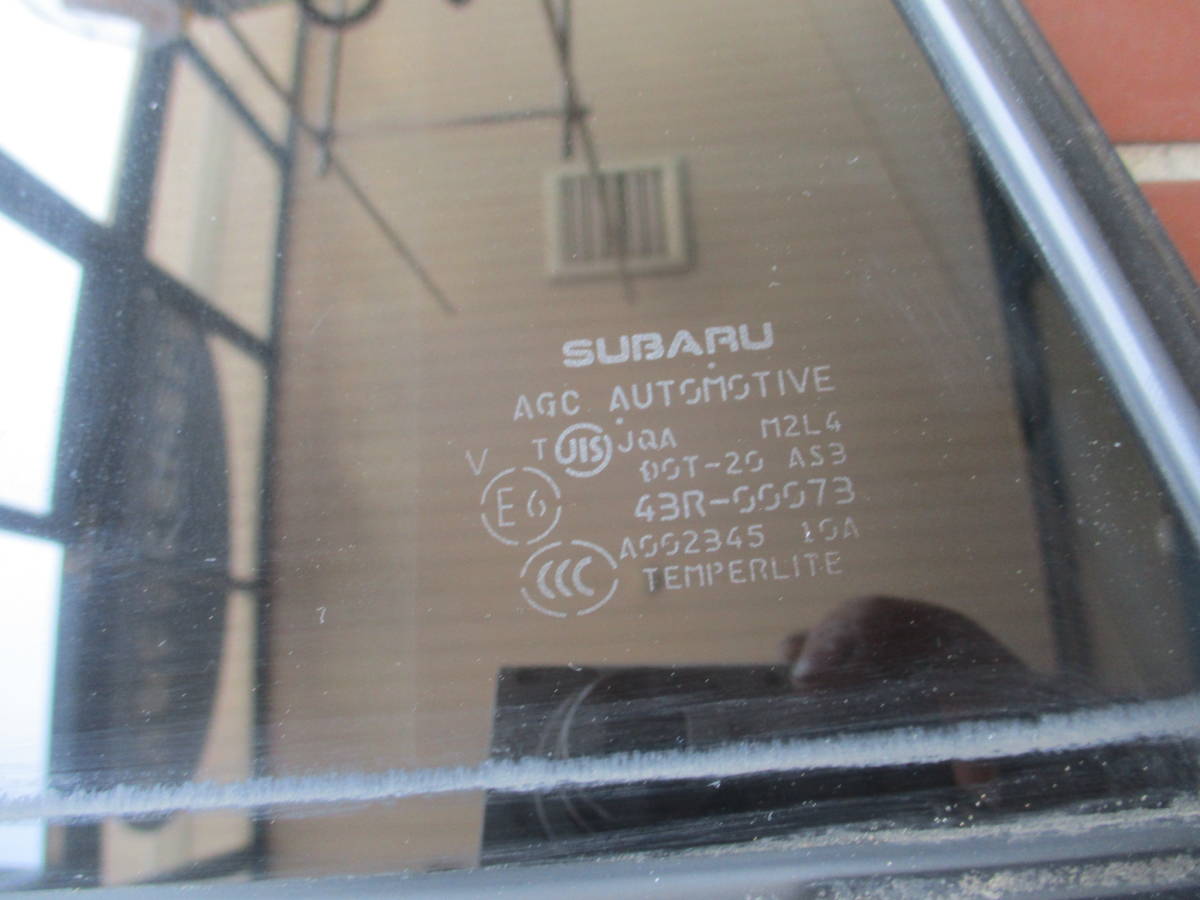 SUBARU
AGC AUTOMOTIVE
V T JIS JQA M2L4
DOT-20 AS3
E6 43R-00073
A002345 10A
CCC TEMPERLITE